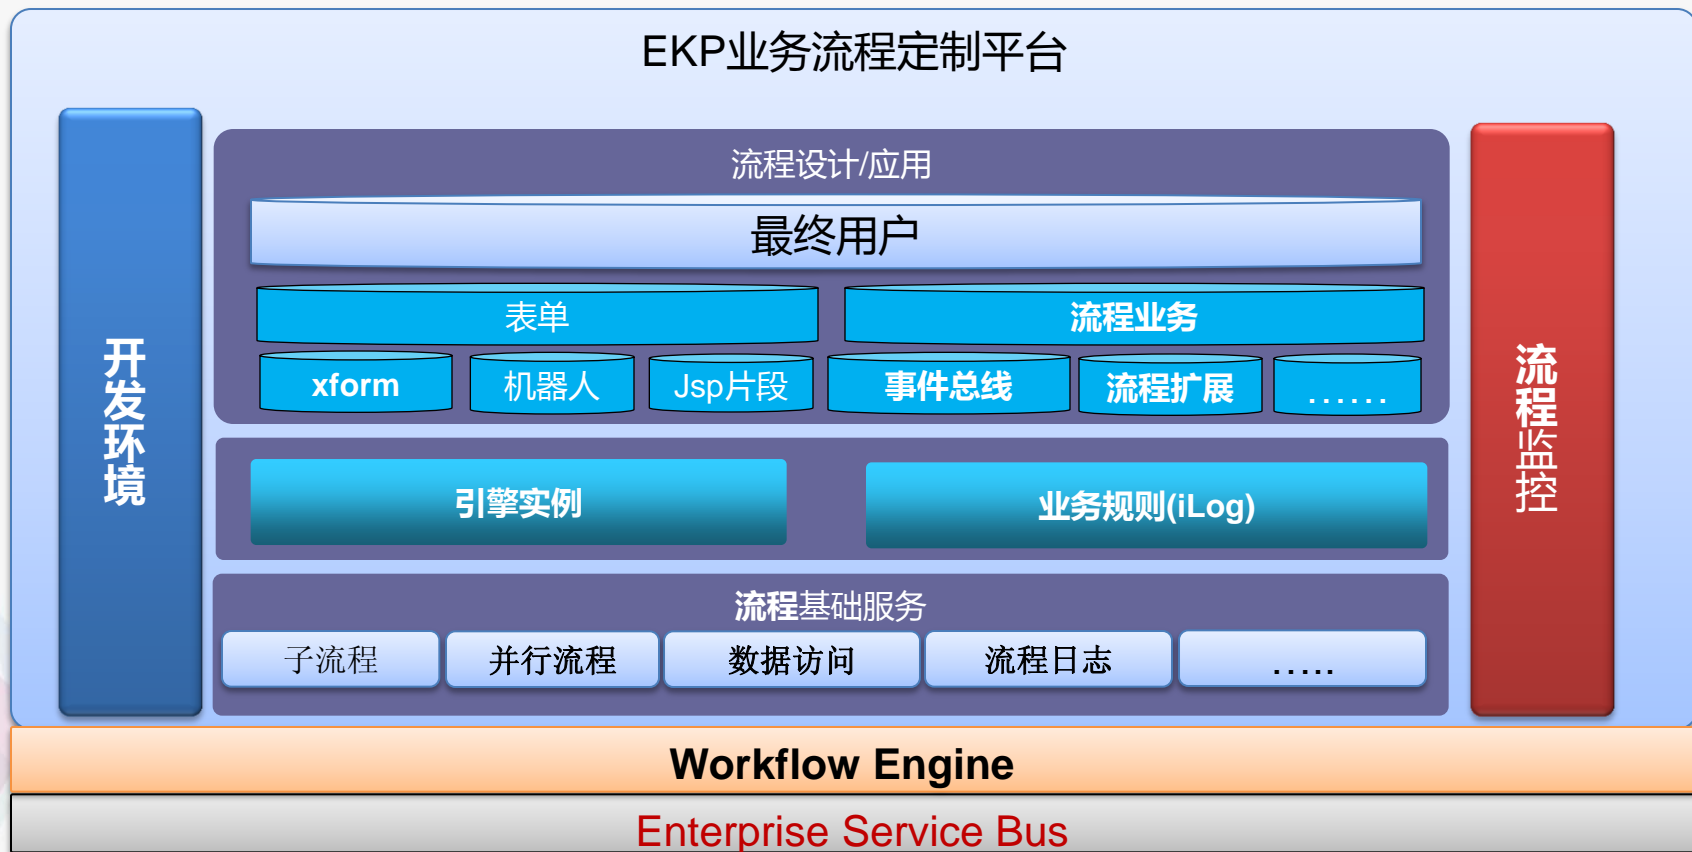 EKP业务流程定制平台
开发环境
流程设计/应用
最终用户
表单
流程业务
xform
机器人
Jsp片段
事件总线
流程扩展
......
引擎实例
业务规则(iLog)
流程基础服务
子流程
并行流程
数据访问
流程日志
.....
流程监控
Workflow Engine
Enterprise Service Bus